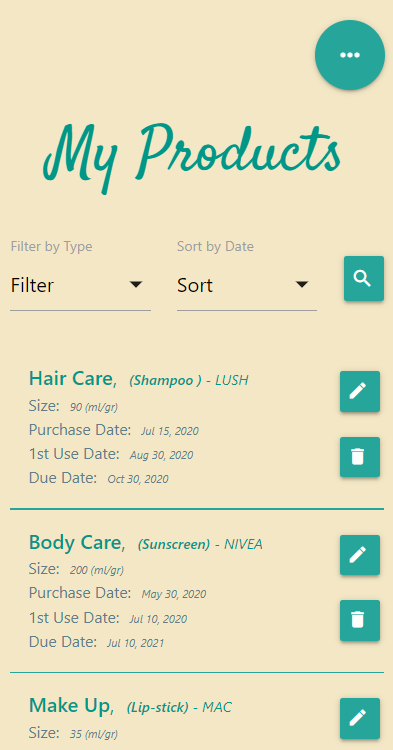 My Products
Filter by Type Sort by Date
Filter Sort
Hair Care, (Shampoo ) - LUSH
Size: 90 (ml/gr)
Purchase Date: Jul 15, 2020
1st Use Date: Aug 30, 2020
Due Date: Oct 30, 2020
Body Care, (Sunscreen) - NIVEA
Size: 200 (ml/gr)
Purchase Date: May 30, 2020
1st Use Date: Jul 10, 2020
Due Date: Jul 10, 2021
Make Up, (Lip-stick) - MAC
Size: 35 (ml/gr)